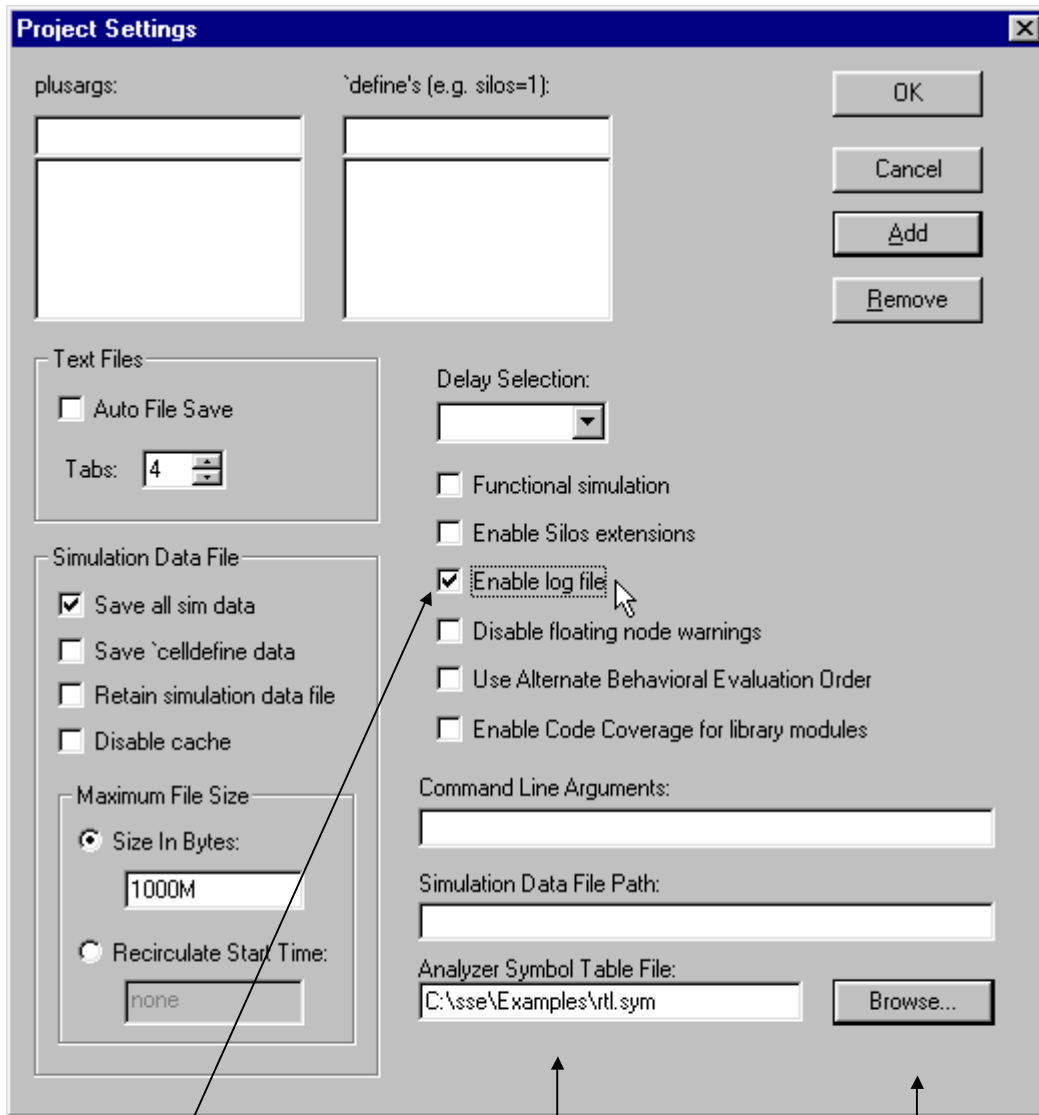 Project Settings
plusargs:
`define's (e.g. silos=1):
OK
Cancel
Add
Remove
Text Files
Auto File Save
Tabs: 4
Delay Selection:
Functional simulation
Enable Silos extensions
Enable log file
Disable floating node warnings
Use Alternate Behavioral Evaluation Order
Enable Code Coverage for library modules
Simulation Data File
Save all sim data
Save `celldefine data
Retain simulation data file
Disable cache
Maximum File Size
Size In Bytes:
1000M
Recirculate Start Time:
none
Command Line Arguments:
Simulation Data File Path:
Analyzer Symbol Table File:
C:\sse\Examples\rtl.sym
Browse...